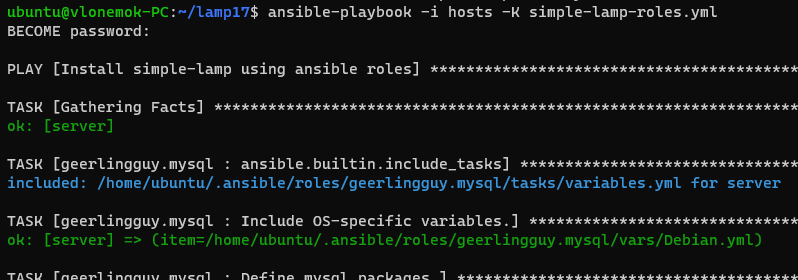 ubuntu@vlonemok-PC:~/lamp17$ ansible-playbook -i hosts -K simple-lamp-roles.yml
BECOME password:
PLAY [Install simple-lamp using ansible roles] *****************************************
TASK [Gathering Facts] *****************************************************************
ok: [server]
TASK [geerlingguy.mysql : ansible.builtin.include_tasks] *******************************
included: /home/ubuntu/.ansible/roles/geerlingguy.mysql/tasks/variables.yml for server
TASK [geerlingguy.mysql : Include OS-specific variables.] ******************************
ok: [server] => (item=/home/ubuntu/.ansible/roles/geerlingguy.mysql/vars/Debian.yml)
TASK [geerlingguy.mysql : Define mysql_packages.] **************************************